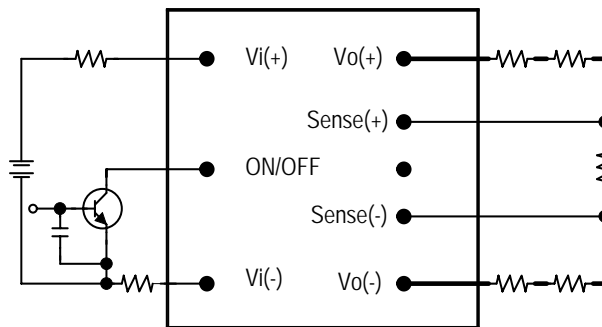 Vi(+) Vo(+)
Sense(+)
ON/OFF
Sense(-)
Vi(-) Vo(-)